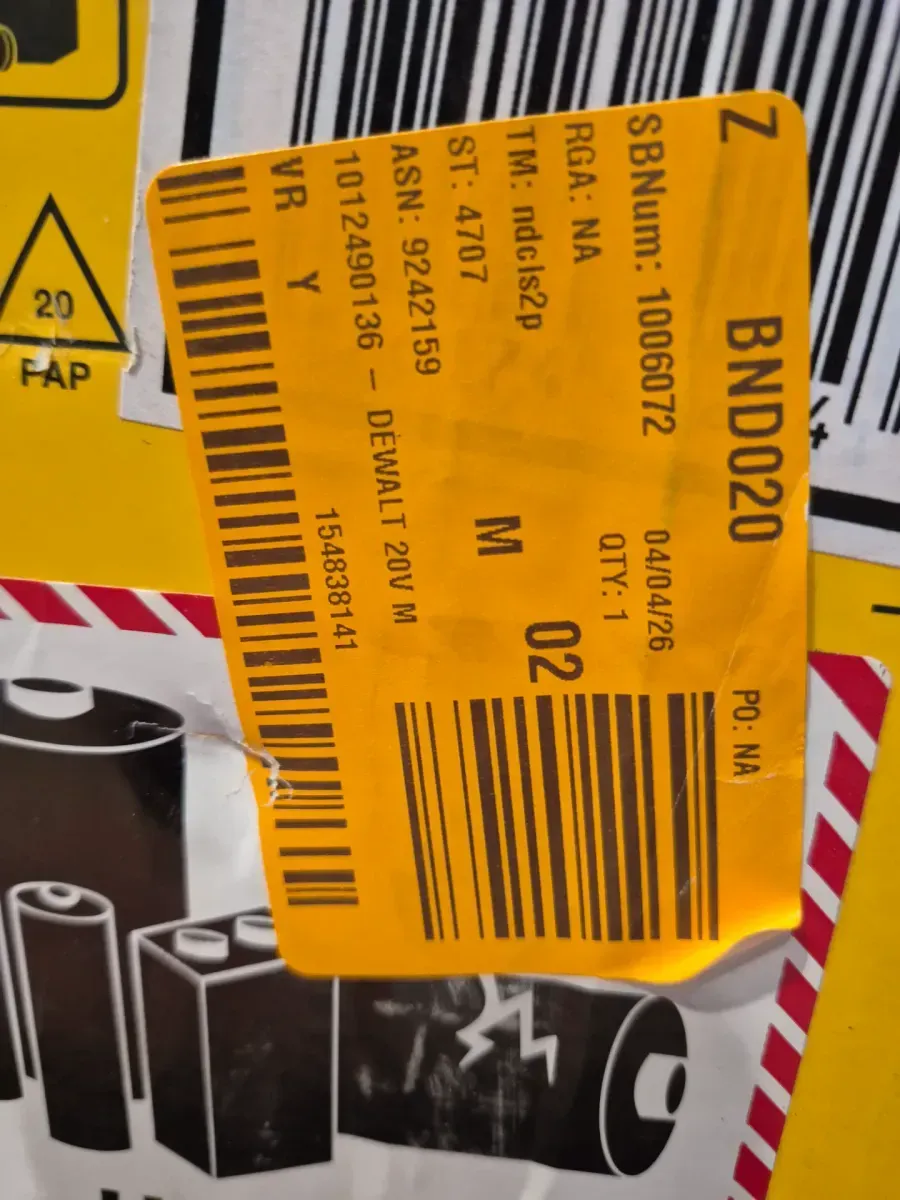 Z BND020 PO: NA
SBNum: 1006072 04/04/26
RGA: NA QTY: 1
TM: ndcls2p 02
ST: 4707 M
ASN: 9242159
1012490136 – DEWALT 20V M
VR Y 154838141
20
PAP
4